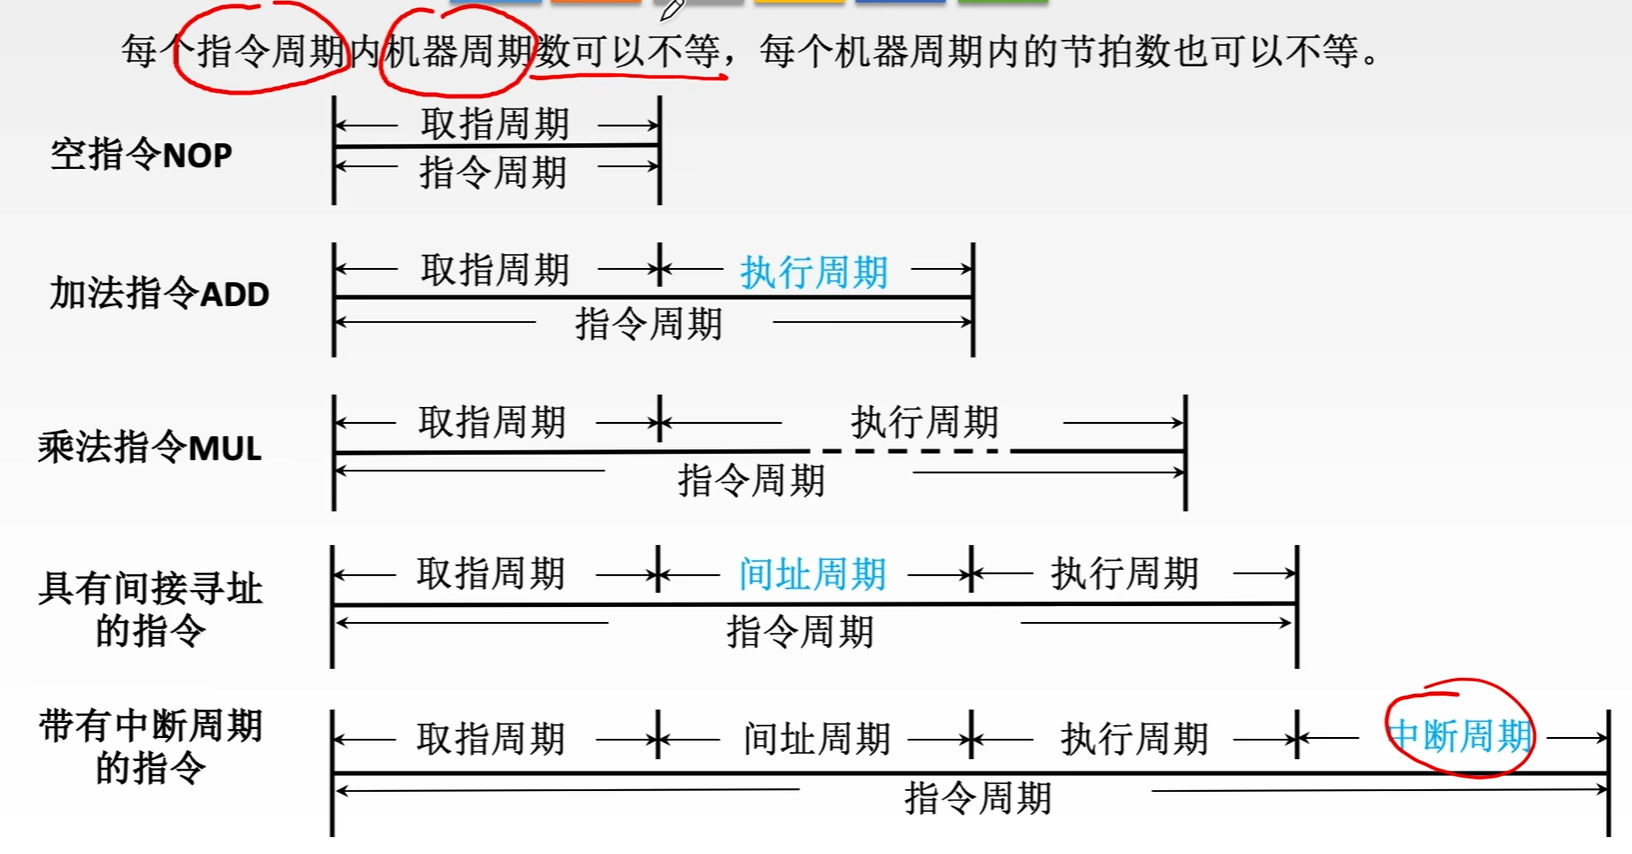 每个指令周期内机器周期数可以不等，每个机器周期内的节拍数也可以不等。
空指令NOP
取指周期
指令周期
加法指令ADD
取指周期 执行周期
指令周期
乘法指令MUL
取指周期 执行周期
指令周期
具有间接寻址
的指令
取指周期 间址周期 执行周期
指令周期
带有中断周期
的指令
取指周期 间址周期 执行周期 中断周期
指令周期